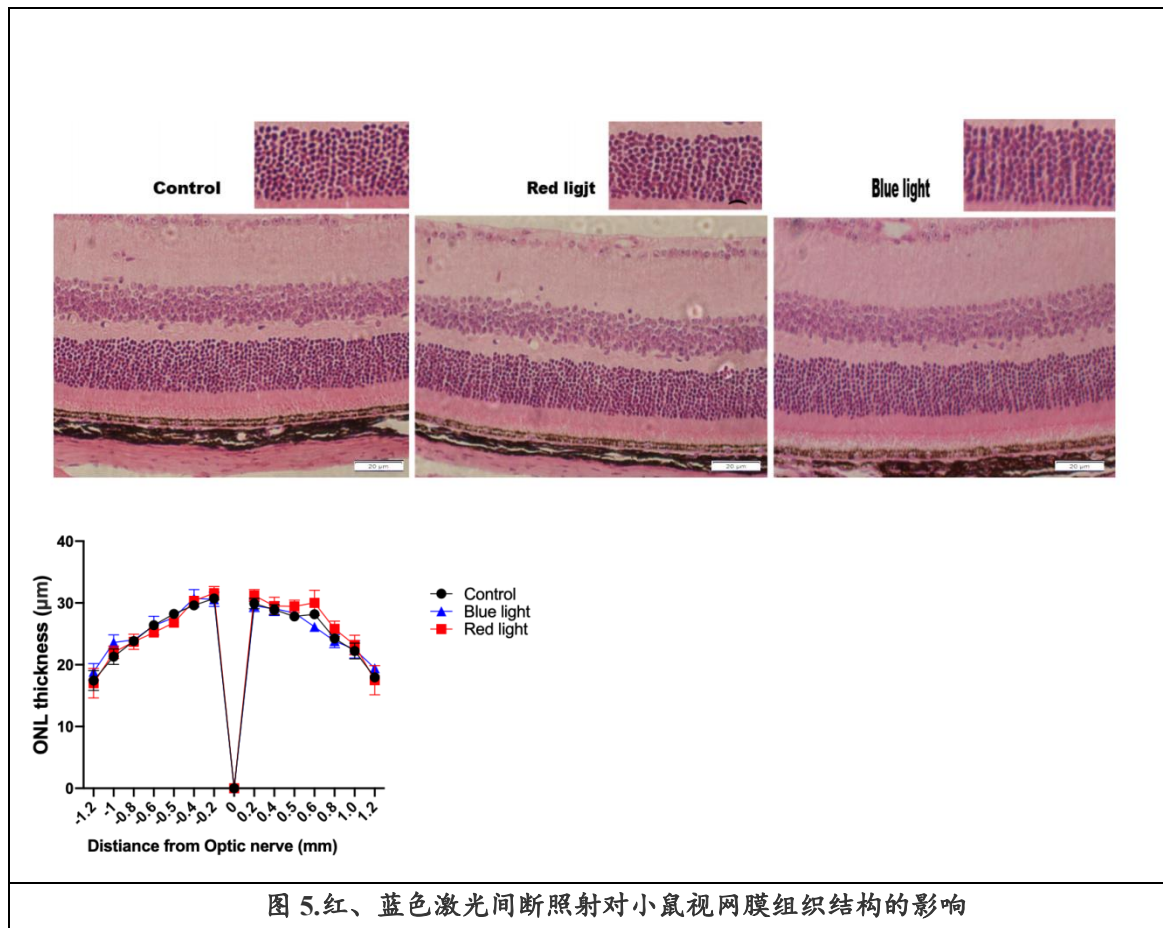 Control
Red ligjt
Blue light
20 µm
20 µm
20 µm
40
30
20
10
0
ONL thickness (µm)
-1.2
-1
-0.8
-0.6
-0.5
-0.4
-0.2
0
0.2
0.4
0.5
0.6
0.8
1.0
1.2
Distiance from Optic nerve (mm)
Control
Blue light
Red light
图 5.红、蓝色激光间断照射对小鼠视网膜组织结构的影响